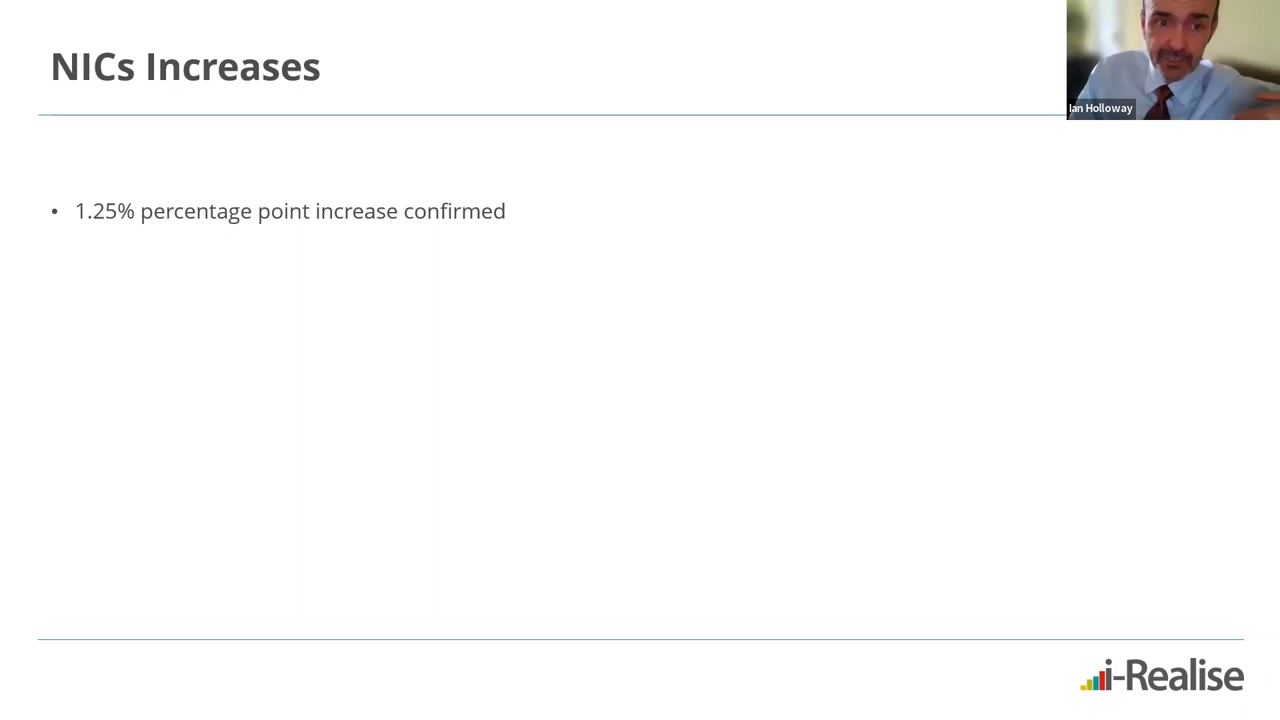 NICs Increases
Ian Holloway
• 1.25% percentage point increase confirmed
i-Realise